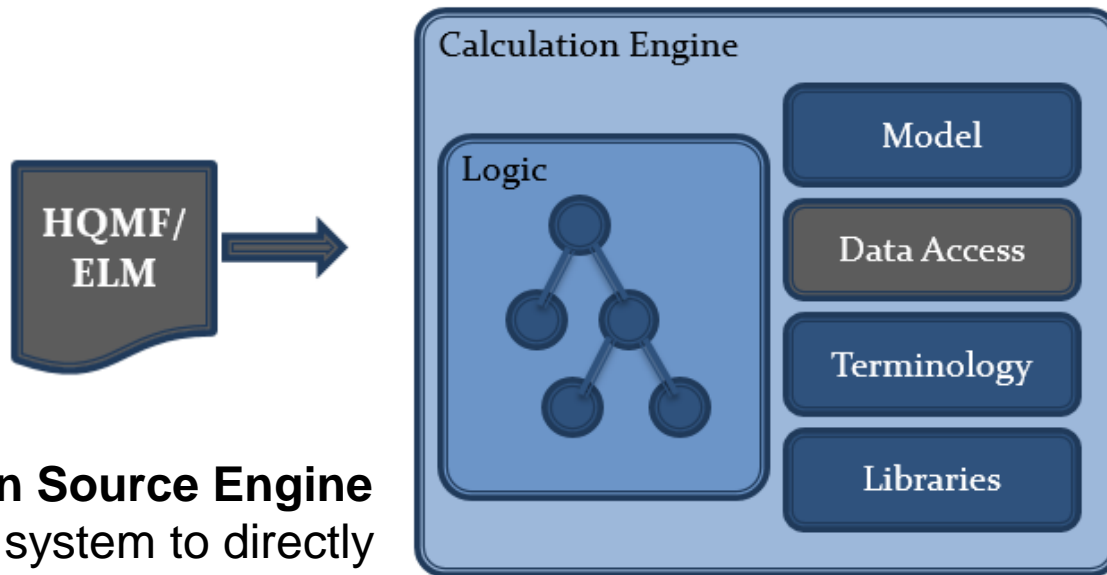 Calculation Engine
Model
Logic
HQMF/
ELM
Data Access
Terminology
Libraries
Source Engine
system to directly